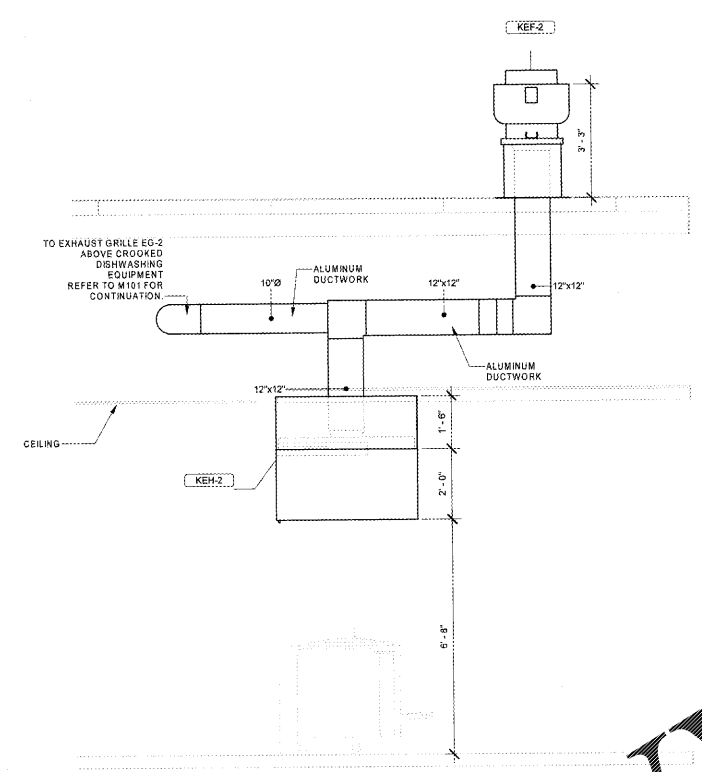 KEF-2
3' - 3"
TO EXHAUST GRILLE EG-2
ABOVE CROOKED
DISHWASHING
EQUIPMENT
REFER TO M101 FOR
CONTINUATION.
10"Ø
ALUMINUM
DUCTWORK
12"x12"
12"x12"
ALUMINUM
DUCTWORK
12"x12"
CEILING
1' - 6"
KEH-2
2' - 0"
6' - 8"